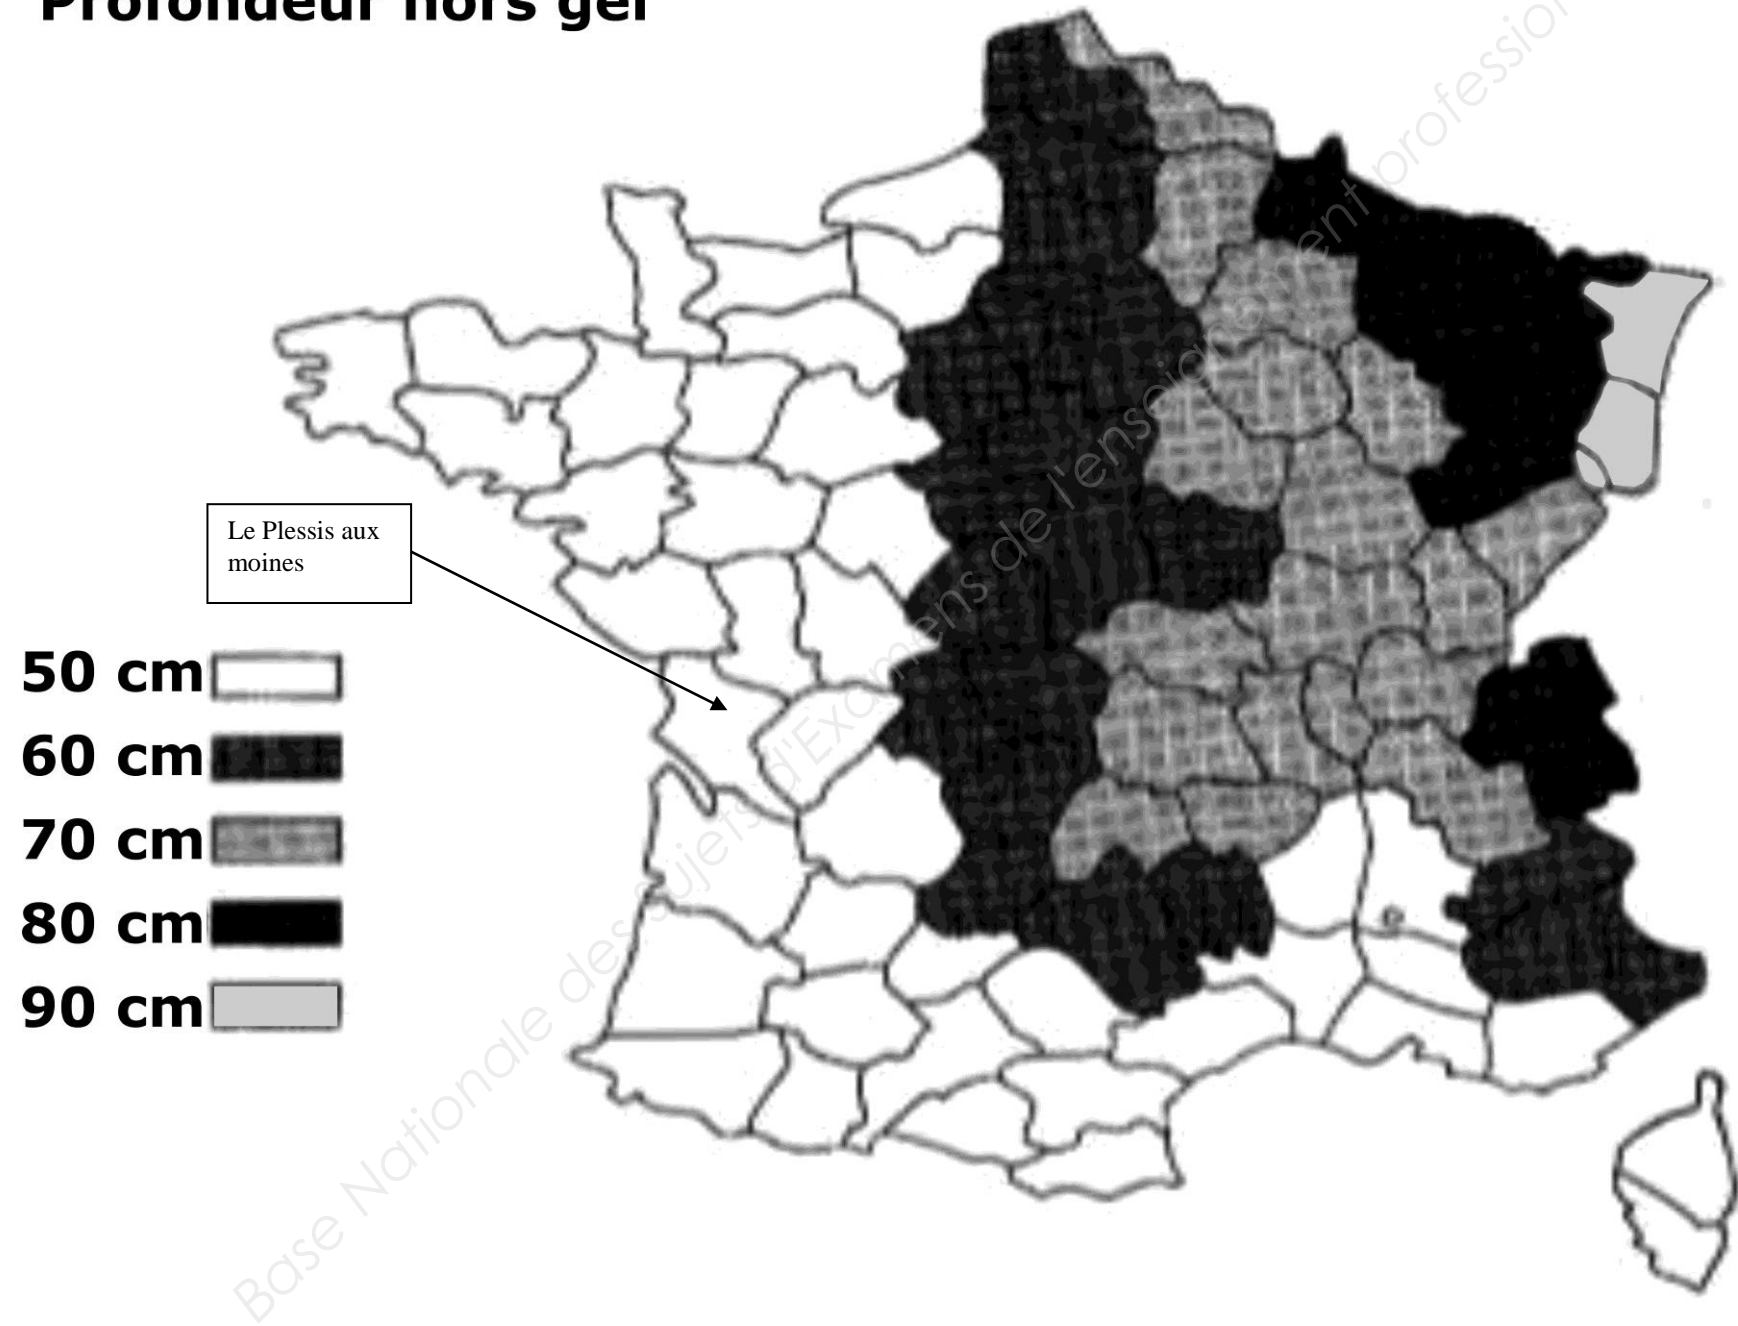 Profondeur hors gel
Le Plessis aux
moines
50 cm
60 cm
70 cm
80 cm
90 cm
Base Nationale des sujets d'Examens de l'enseignement profession